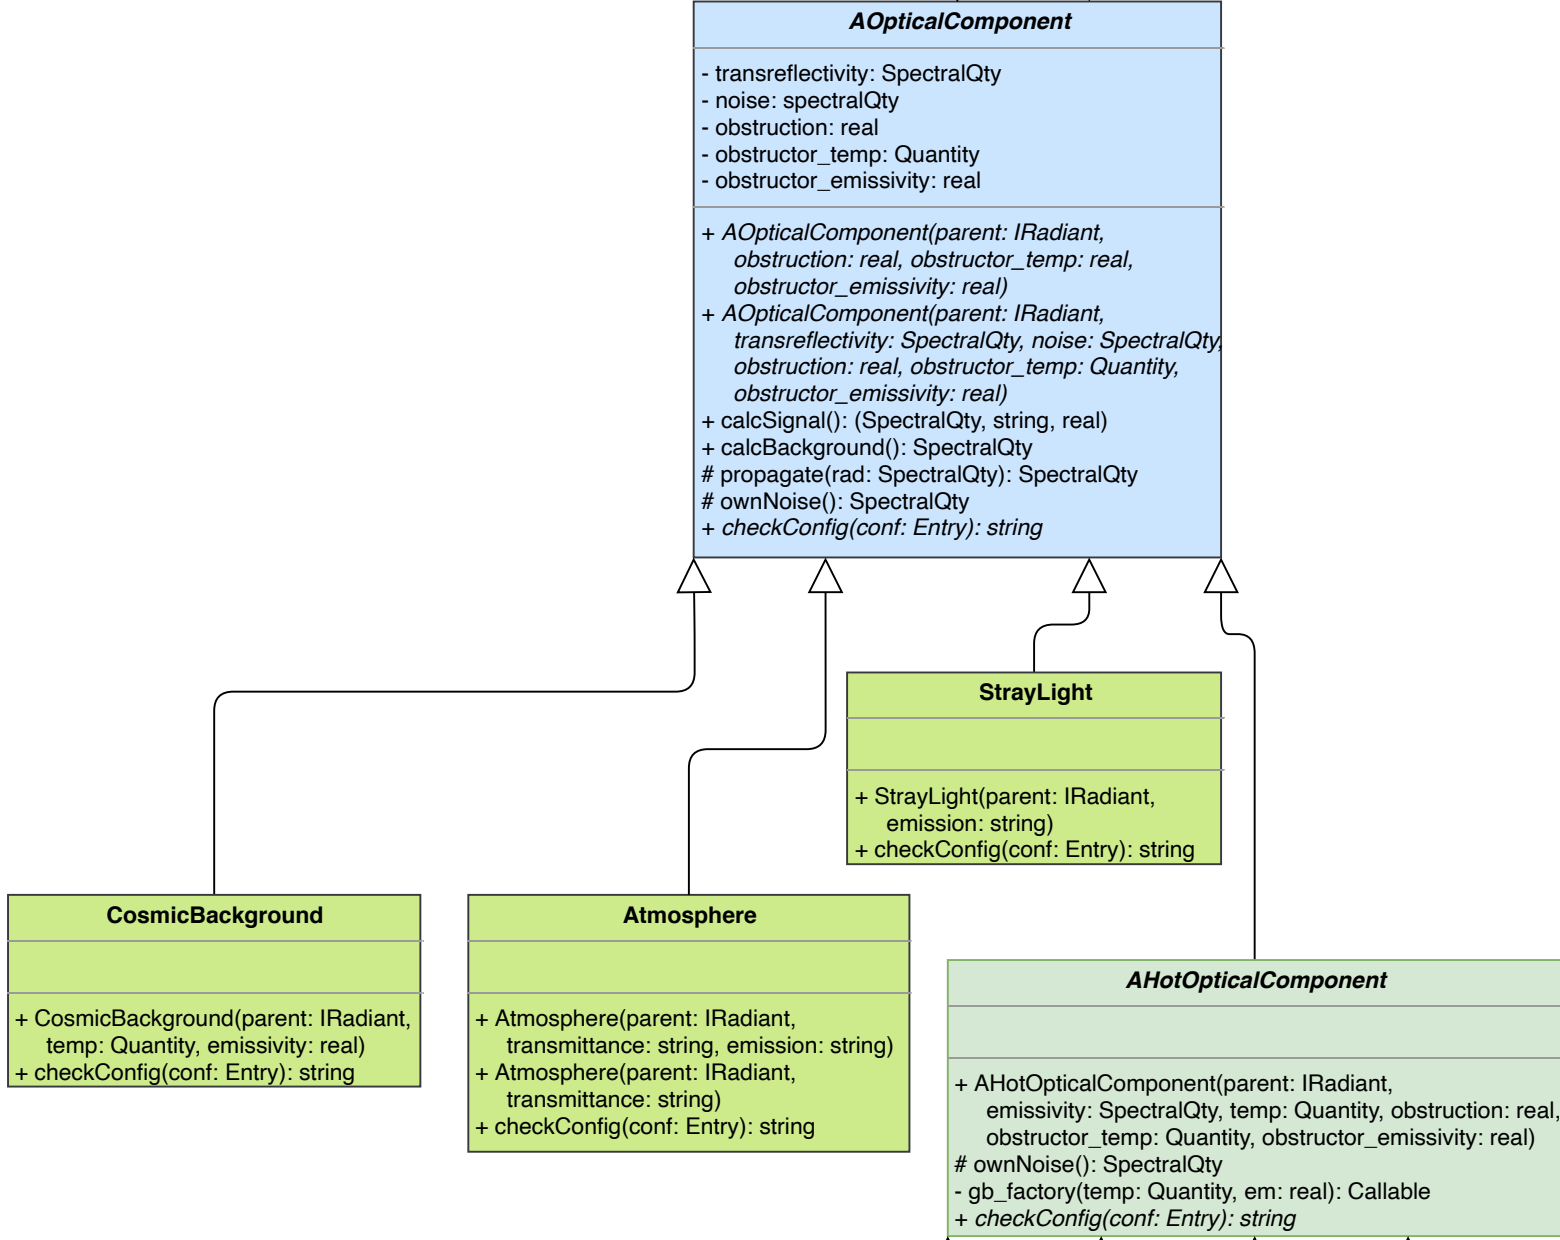 AOpticalComponent
- transreflectivity: SpectralQty
- noise: spectralQty
- obstruction: real
- obstructor_temp: Quantity
- obstructor_emissivity: real
+ AOpticalComponent(parent: IRadiant,
obstruction: real, obstructor_temp: real,
obstructor_emissivity: real)
+ AOpticalComponent(parent: IRadiant,
transreflectivity: SpectralQty, noise: SpectralQty,
obstruction: real, obstructor_temp: Quantity,
obstructor_emissivity: real)
+ calcSignal(): (SpectralQty, string, real)
+ calcBackground(): SpectralQty
# propagate(rad: SpectralQty): SpectralQty
# ownNoise(): SpectralQty
+ checkConfig(conf: Entry): string
StrayLight
+ StrayLight(parent: IRadiant,
emission: string)
+ checkConfig(conf: Entry): string
CosmicBackground
+ CosmicBackground(parent: IRadiant,
temp: Quantity, emissivity: real)
+ checkConfig(conf: Entry): string
Atmosphere
+ Atmosphere(parent: IRadiant,
transmittance: string, emission: string)
+ Atmosphere(parent: IRadiant,
transmittance: string)
+ checkConfig(conf: Entry): string
AHotOpticalComponent
+ AHotOpticalComponent(parent: IRadiant,
emissivity: SpectralQty, temp: Quantity, obstruction: real,
obstructor_temp: Quantity, obstructor_emissivity: real)
# ownNoise(): SpectralQty
- gb_factory(temp: Quantity, em: real): Callable
+ checkConfig(conf: Entry): string